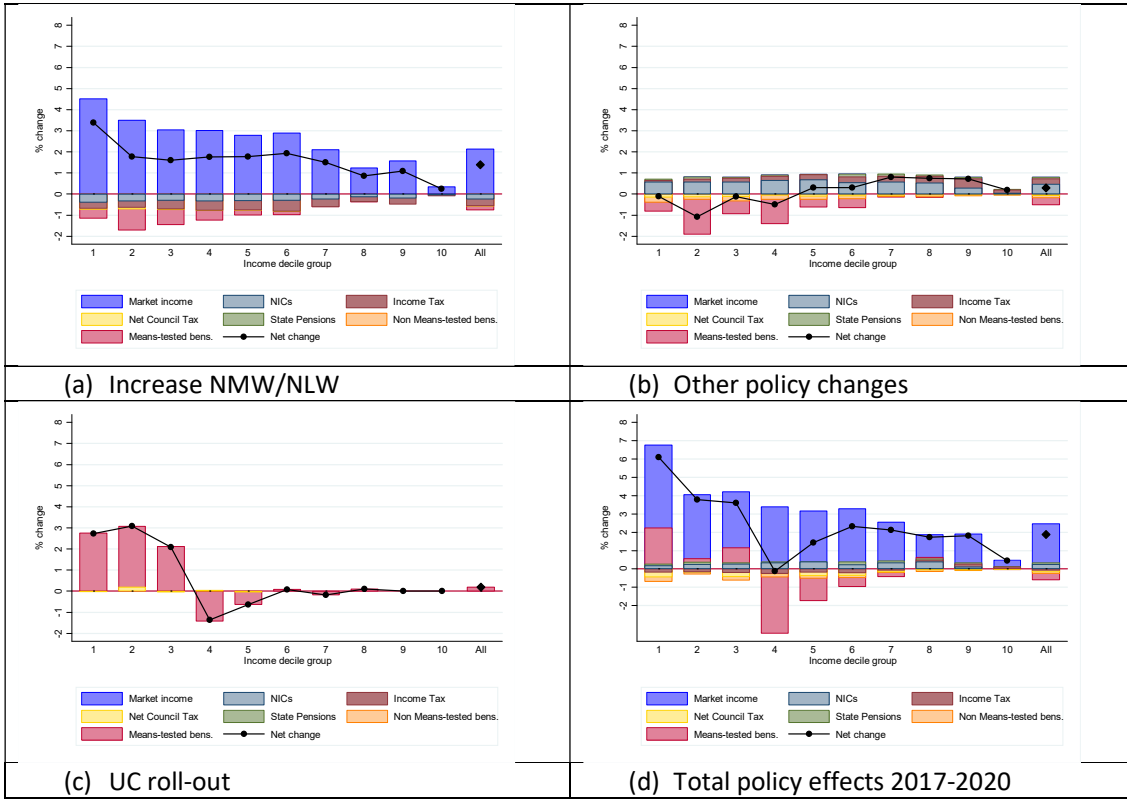 % change
8
7
6
5
4
3
2
1
0
-1
-2
1 2 3 4 5 6 7 8 9 10 All
Income decile group
Market income NICs Income Tax
Net Council Tax State Pensions Non Means-tested bens.
Means-tested bens. Net change
(a) Increase NMW/NLW
% change
8
7
6
5
4
3
2
1
0
-1
-2
1 2 3 4 5 6 7 8 9 10 All
Income decile group
Market income NICs Income Tax
Net Council Tax State Pensions Non Means-tested bens.
Means-tested bens. Net change
(b) Other policy changes
% change
8
7
6
5
4
3
2
1
0
-1
-2
1 2 3 4 5 6 7 8 9 10 All
Income decile group
Market income NICs Income Tax
Net Council Tax State Pensions Non Means-tested bens.
Means-tested bens. Net change
(c) UC roll-out
% change
8
7
6
5
4
3
2
1
0
-1
-2
1 2 3 4 5 6 7 8 9 10 All
Income decile group
Market income NICs Income Tax
Net Council Tax State Pensions Non Means-tested bens.
Means-tested bens. Net change
(d) Total policy effects 2017-2020